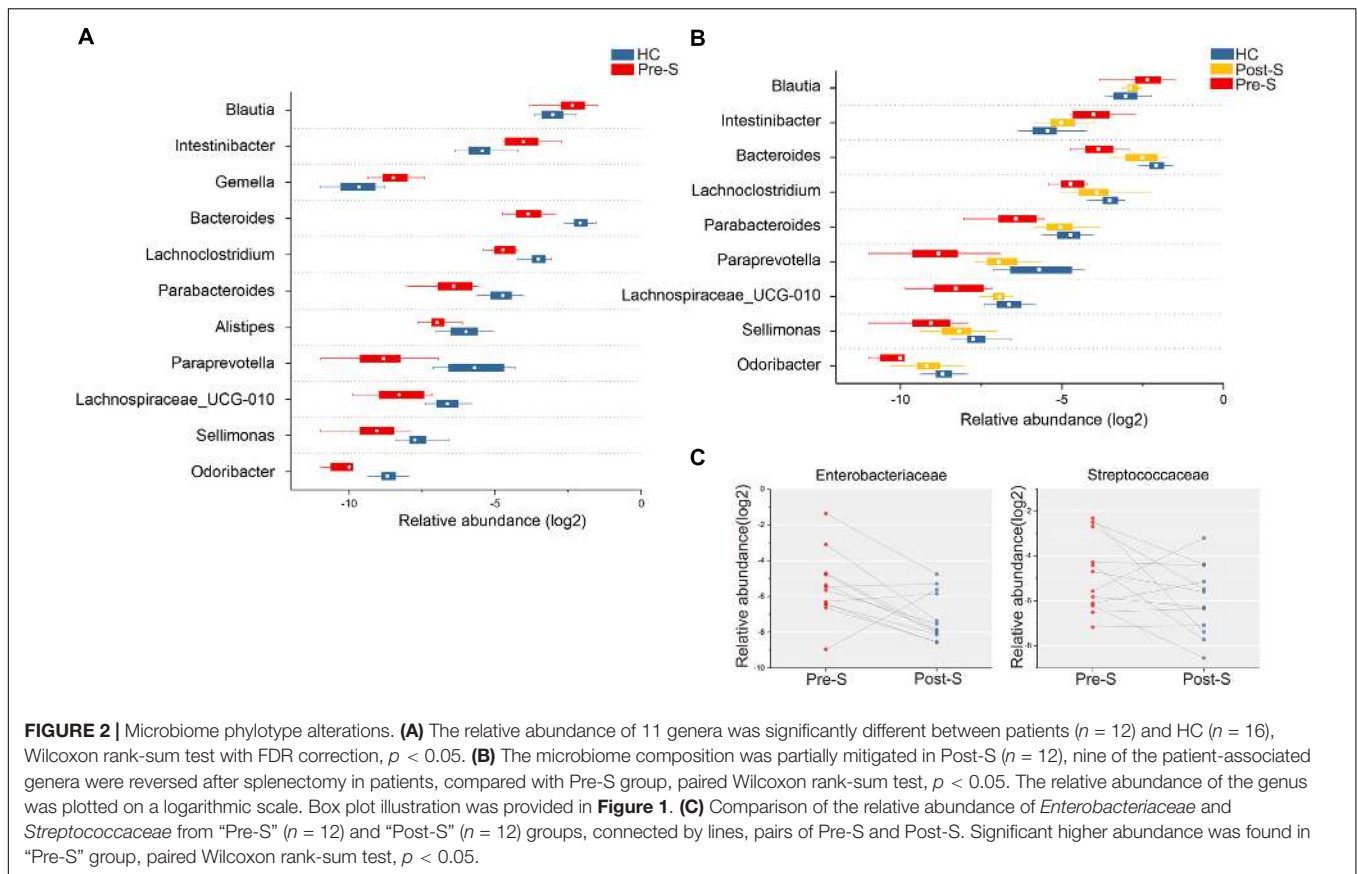 A
HC
Pre-S
Blautia
Intestinibacter
Gemella
Bacteroides
Lachnoclostridium
Parabacteroides
Alistipes
Paraprevotella
Lachnospiraceae_UCG-010
Sellimonas
Odoribacter
-10
-5
0
Relative abundance (log2)
B
HC
Post-S
Pre-S
Blautia
Intestinibacter
Bacteroides
Lachnoclostridium
Parabacteroides
Paraprevotella
Lachnospiraceae_UCG-010
Sellimonas
Odoribacter
-10
-5
0
Relative abundance (log2)
C
Enterobacteriaceae
Relative abundance(log2)
0
-2
-4
-6
-8
-10
Pre-S
Post-S
Streptococcaceae
Relative abundance(log2)
-2
-4
-6
-8
Pre-S
Post-S
FIGURE 2 | Microbiome phylotype alterations. (A) The relative abundance of 11 genera was significantly different between patients (n = 12) and HC (n = 16),
Wilcoxon rank-sum test with FDR correction, p < 0.05. (B) The microbiome composition was partially mitigated in Post-S (n = 12), nine of the patient-associated
genera were reversed after splenectomy in patients, compared with Pre-S group, paired Wilcoxon rank-sum test, p < 0.05. The relative abundance of the genus
was plotted on a logarithmic scale. Box plot illustration was provided in Figure 1. (C) Comparison of the relative abundance of Enterobacteriaceae and
Streptococcaceae from “Pre-S” (n = 12) and “Post-S” (n = 12) groups, connected by lines, pairs of Pre-S and Post-S. Significant higher abundance was found in
“Pre-S” group, paired Wilcoxon rank-sum test, p < 0.05.